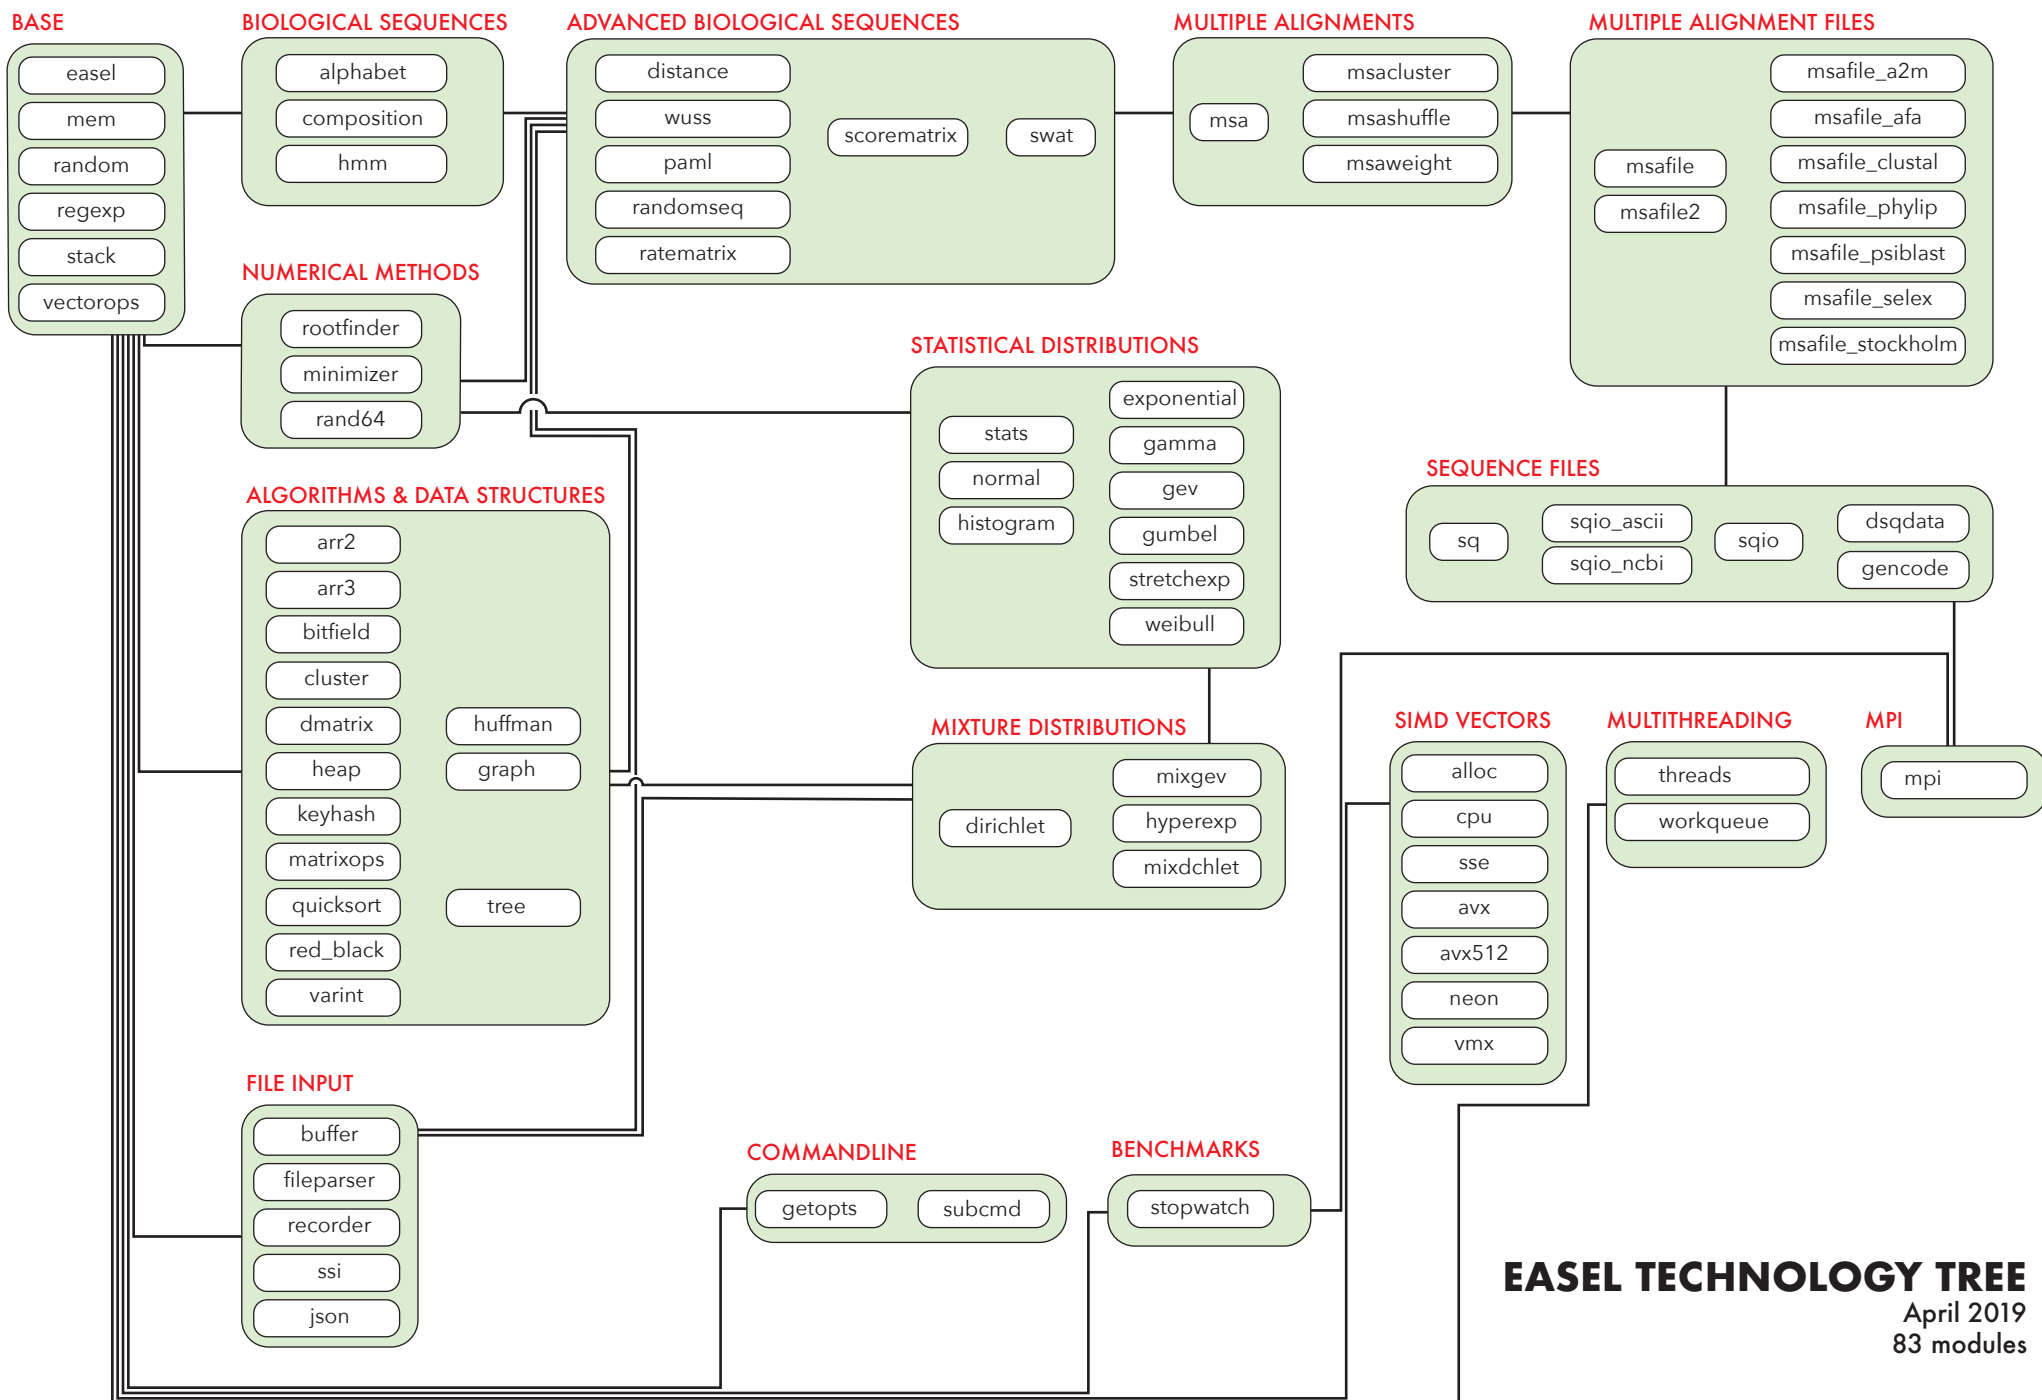 BASE
easel
mem
random
regexp
stack
vectorops
BIOLOGICAL SEQUENCES
alphabet
composition
hmm
ADVANCED BIOLOGICAL SEQUENCES
distance
wuss
paml
randomseq
ratematrix
scorematrix
swat
MULTIPLE ALIGNMENTS
msa
msacluster
msashuffle
msaweight
MULTIPLE ALIGNMENT FILES
msafile
msafile2
msafile_a2m
msafile_afa
msafile_clustal
msafile_phylip
msafile_psiblast
msafile_selex
msafile_stockholm
NUMERICAL METHODS
rootfinder
minimizer
rand64
STATISTICAL DISTRIBUTIONS
stats
normal
histogram
exponential
gamma
gev
gumbel
stretchexp
weibull
SEQUENCE FILES
sq
sqio_ascii
sqio_ncbi
sqio
dsqdata
gencode
ALGORITHMS & DATA STRUCTURES
arr2
arr3
bitfield
cluster
dmatrix
heap
keyhash
matrixops
quicksort
red_black
varint
huffman
graph
tree
MIXTURE DISTRIBUTIONS
dirichlet
mixgev
hyperexp
mixdchlet
SIMD VECTORS
alloc
cpu
sse
avx
avx512
neon
vmx
MULTITHREADING
threads
workqueue
MPI
mpi
FILE INPUT
buffer
fileparser
recorder
ssi
json
COMMANDLINE
getopts
subcmd
BENCHMARKS
stopwatch
EASEL TECHNOLOGY TREE
April 2019
83 modules